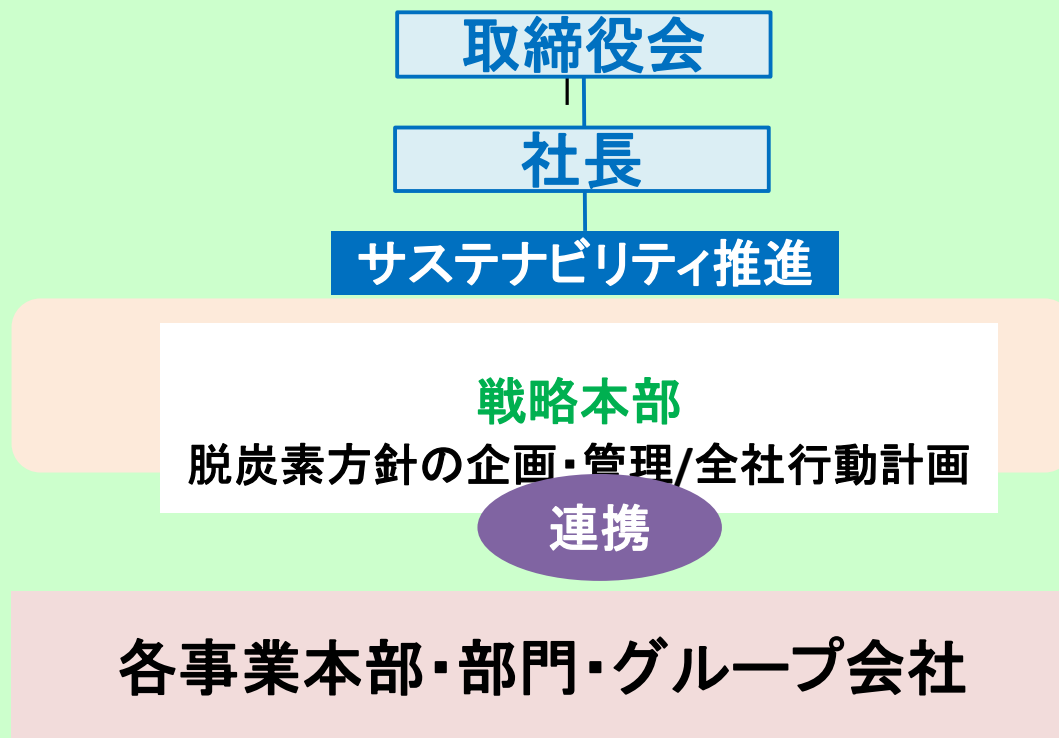 取締役会
社長
サステナビリティ推進
戦略本部
脱炭素方針の企画・管理/全社行動計画
連携
各事業本部・部門・グループ会社